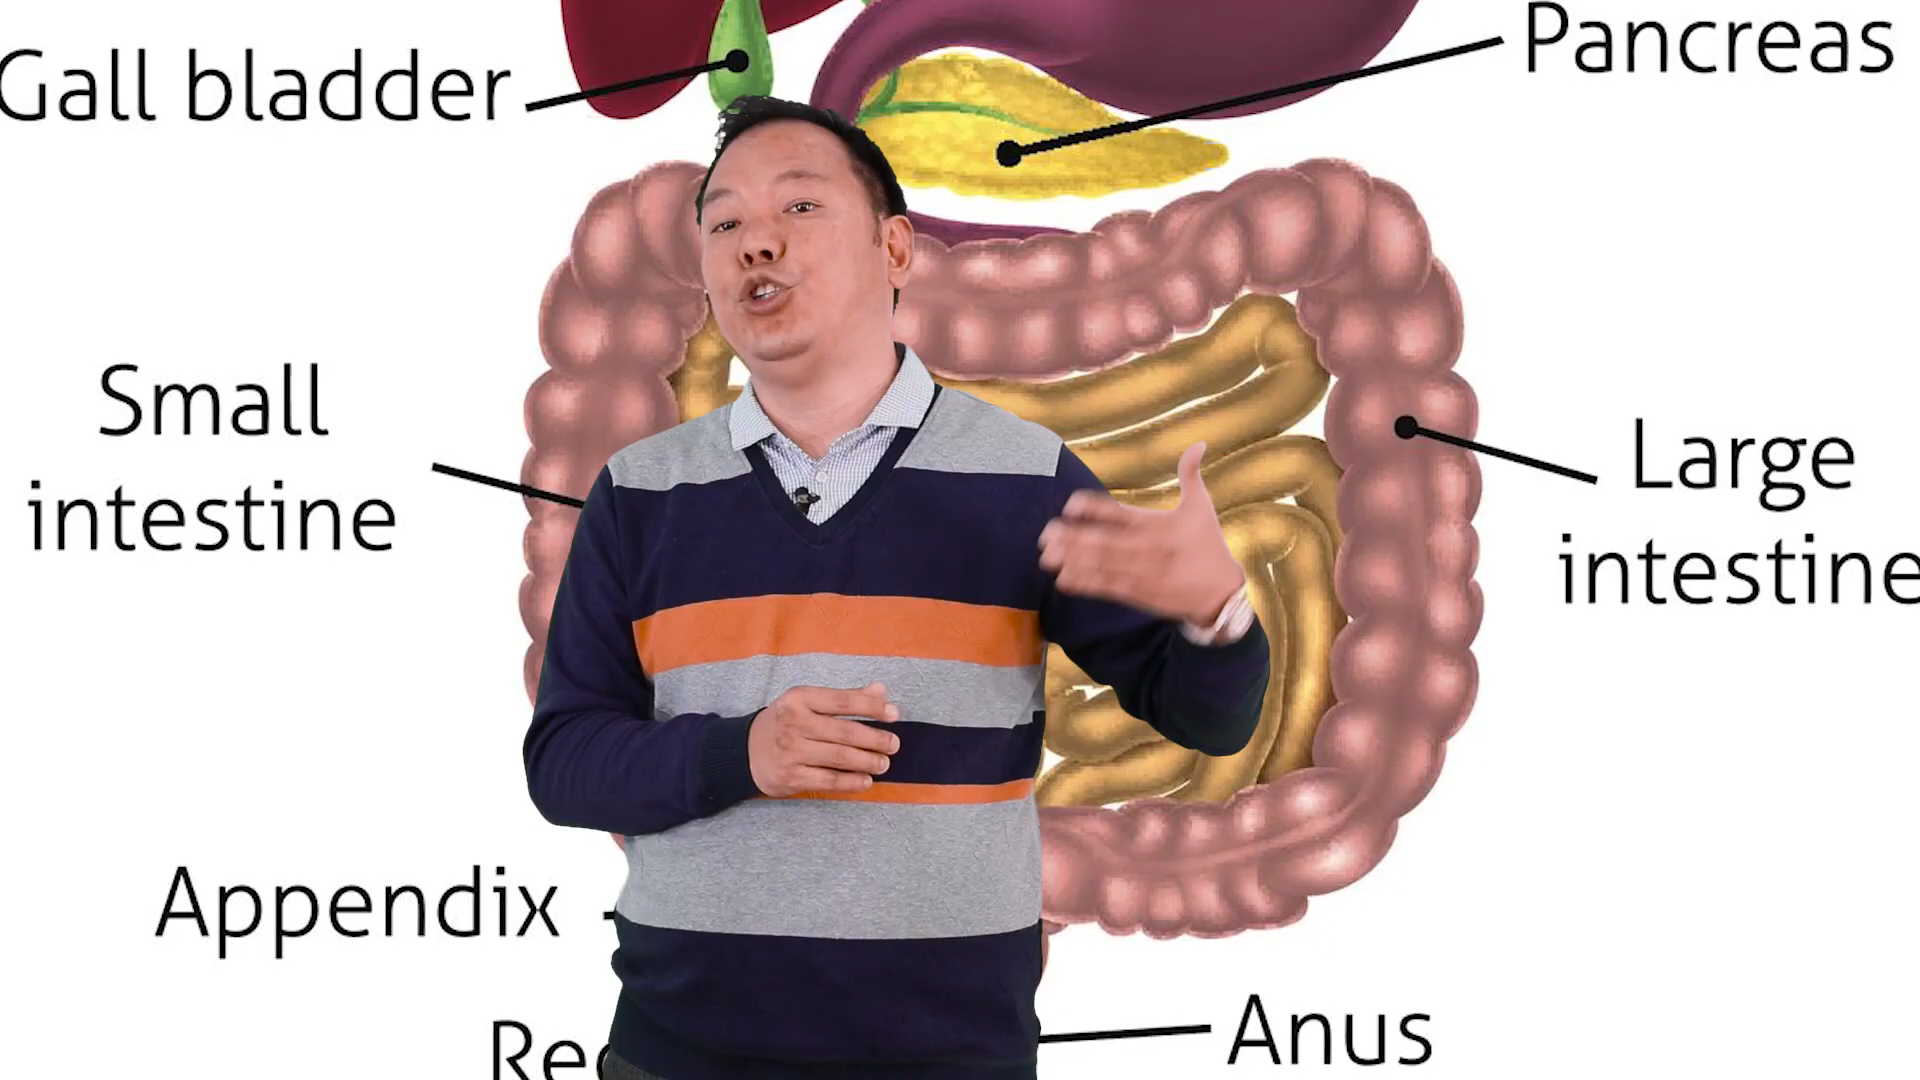 Gall bladder
Pancreas
Small
intestine
Large
intestine
Appendix
Anus